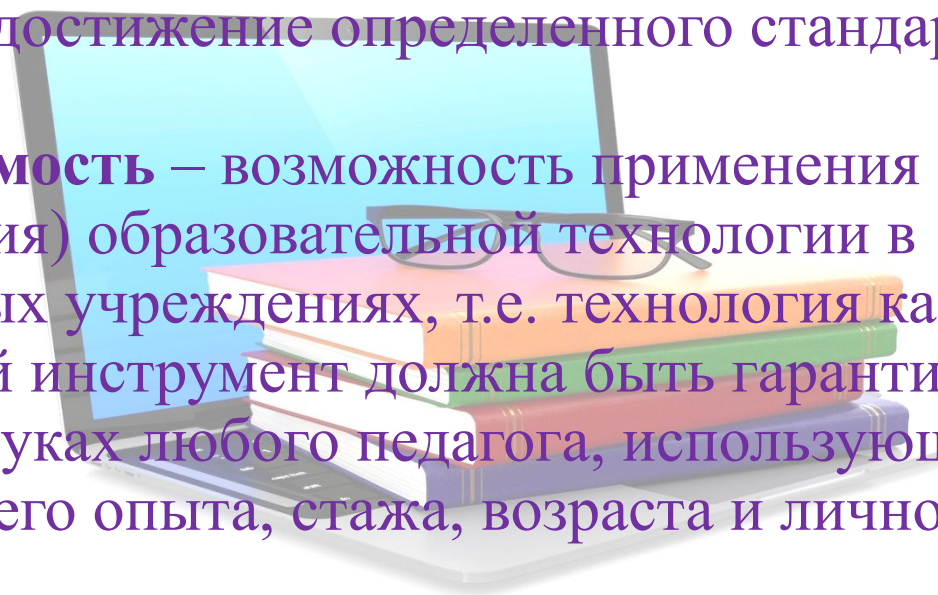 достижение определенного станда
мость – возможность применения
ия) образовательной технологии в
ых учреждениях, т.е. технология ка
й инструмент должна быть гаранти
уках любого педагога, использующ
его опыта, стажа, возраста и лично